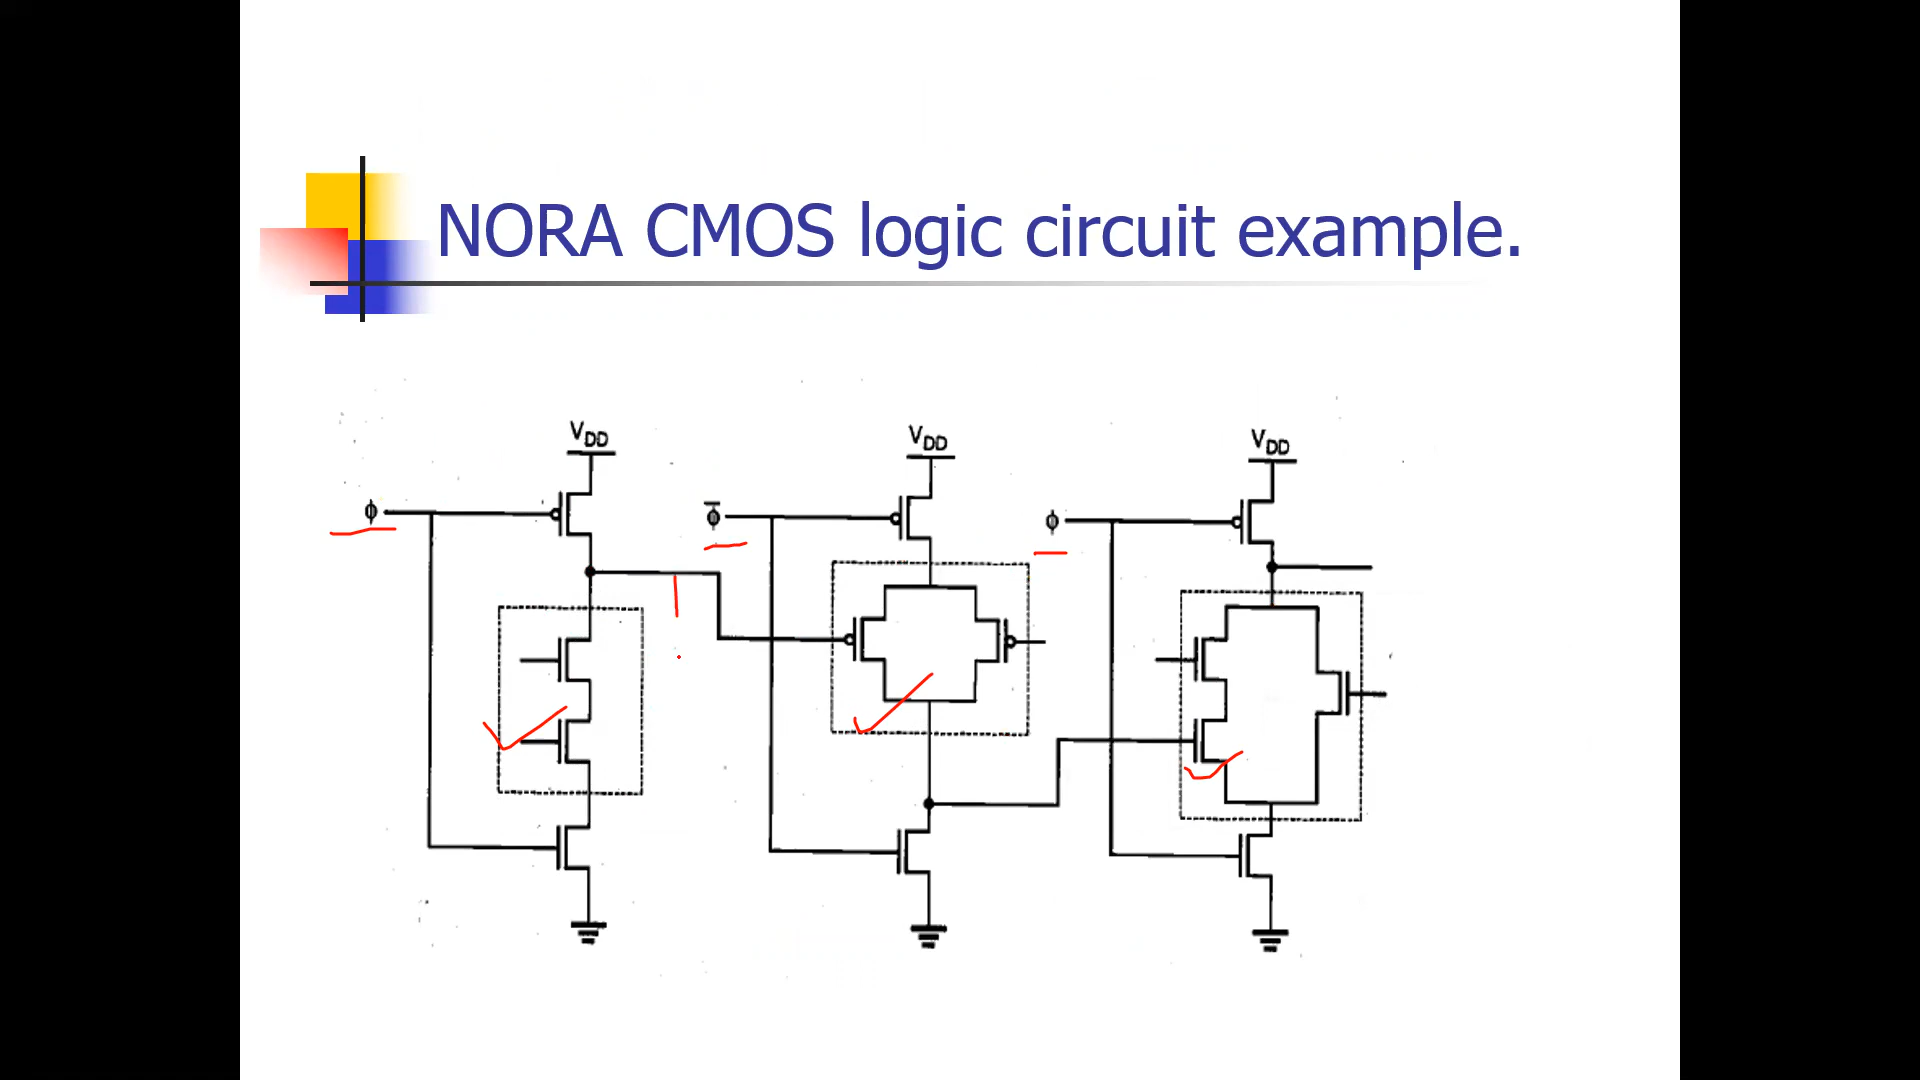 NORA CMOS logic circuit example.
VDD
VDD
VDD
ϕ
ϕ̅
ϕ